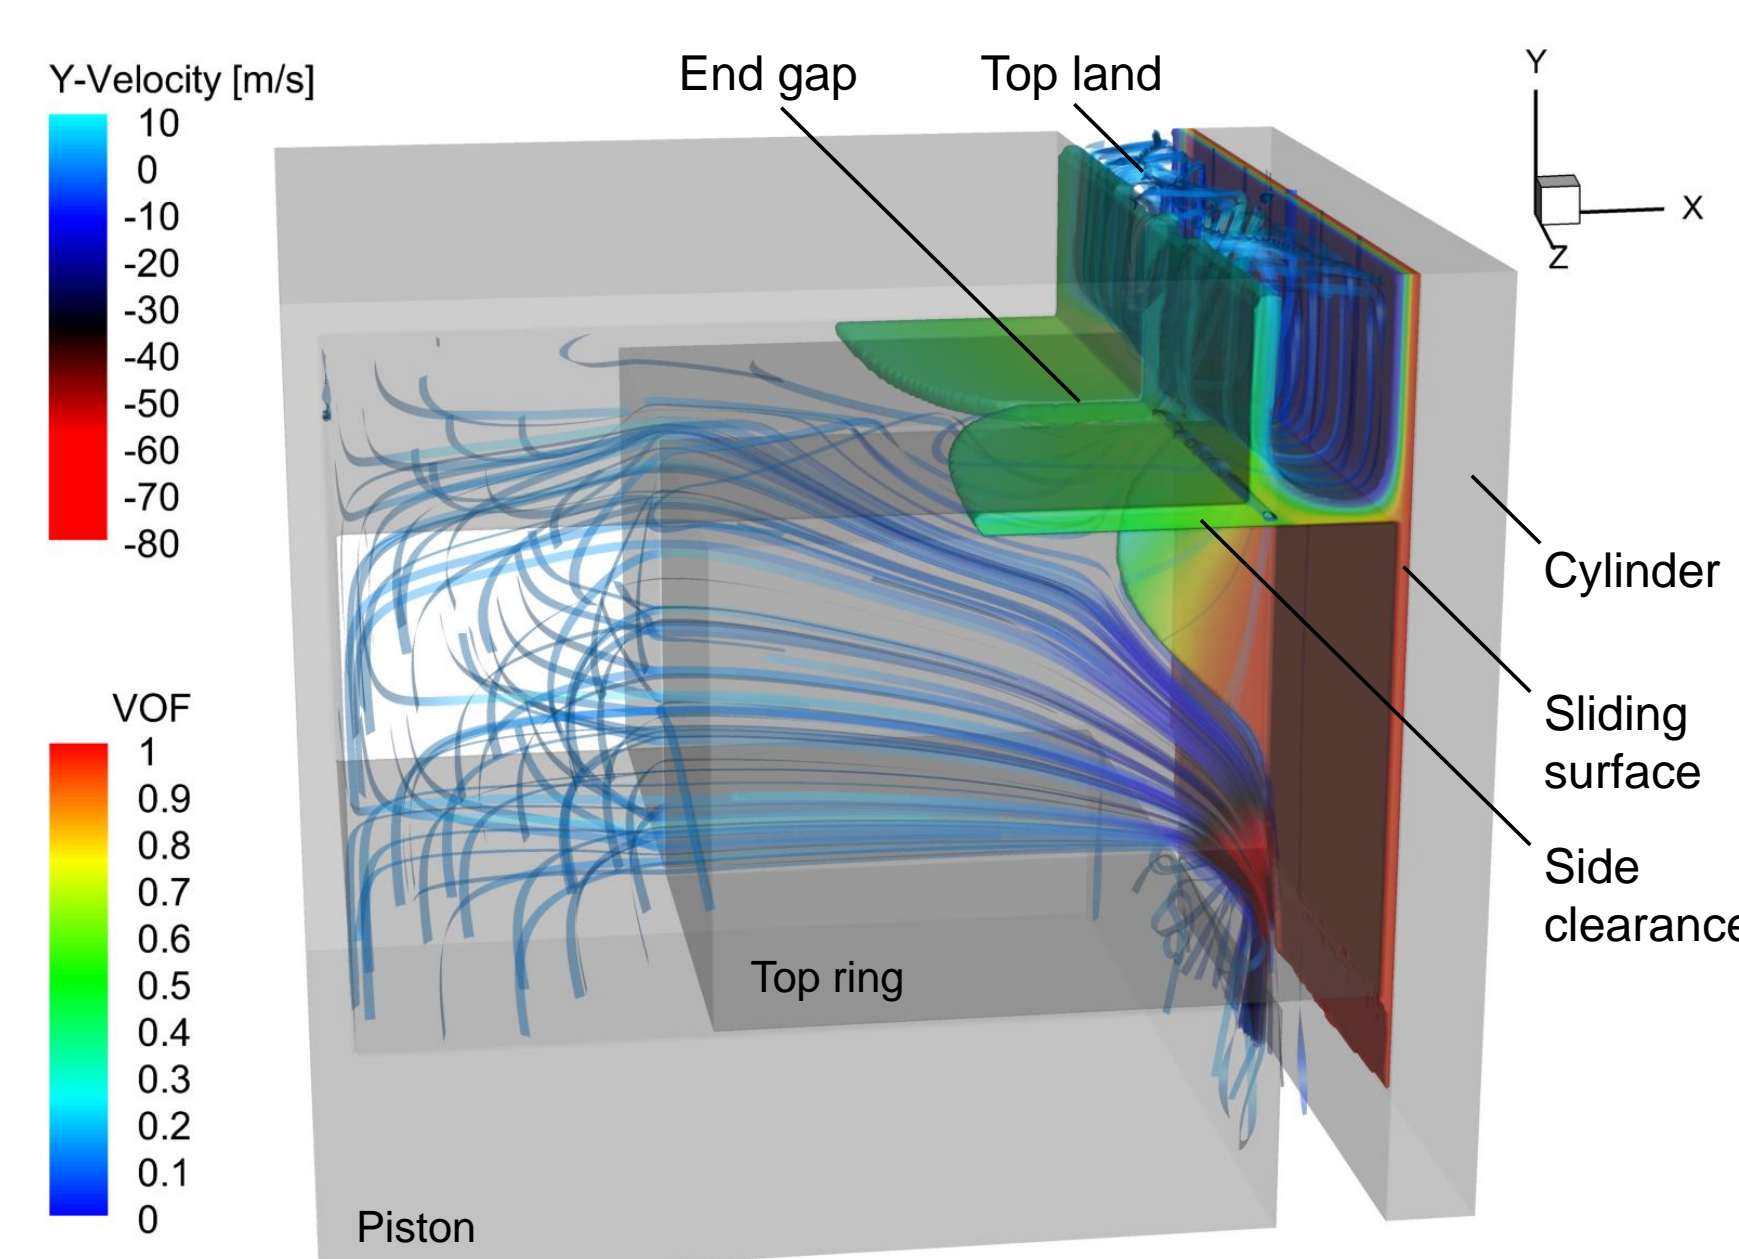 Y-Velocity [m/s]
10
0
-10
-20
-30
-40
-50
-60
-70
-80
VOF
1
0.9
0.8
0.7
0.6
0.5
0.4
0.3
0.2
0.1
0
End gap
Top land
Y
X
Z
Cylinder
Sliding
surface
Side
clearance
Top ring
Piston